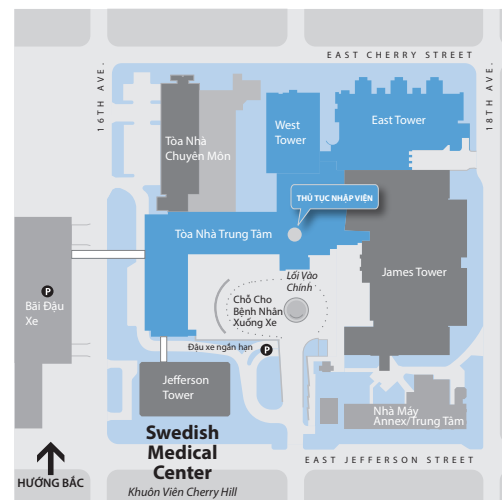 EAST CHERRY STREET
16TH AVE.
18TH AVE.
West
Tower
East Tower
Tòa Nhà
Chuyên Môn
THỦ TỤC NHẬP VIỆN
Tòa Nhà Trung Tâm
James Tower
Lối Vào
Chính
Chỗ Cho
Bệnh Nhân
Xuống Xe
P
Bãi Đậu
Xe
Đậu xe ngắn hạn P
Jefferson
Tower
Nhà Máy
Annex/Trung Tâm
Swedish
Medical
Center
Khuôn Viên Cherry Hill
EAST JEFFERSON STREET
HƯỚNG BẮC